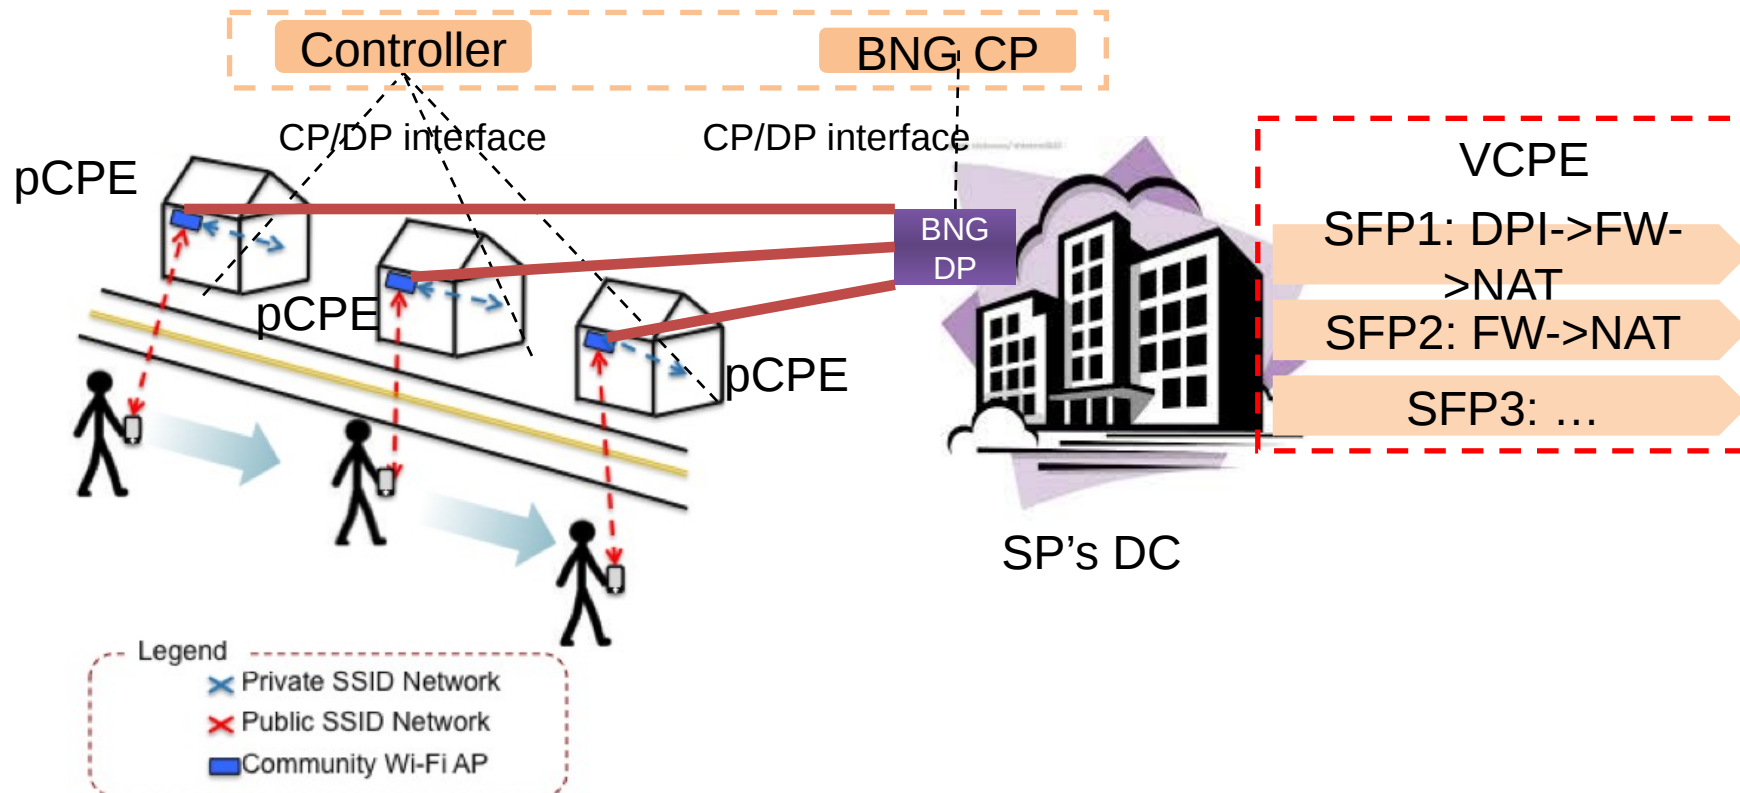 Controller
BNG CP
CP/DP interface
CP/DP interface
pCPE
pCPE
pCPE
BNG
DP
VCPE
SFP1: DPI->FW-
>NAT
SFP2: FW->NAT
SFP3: …
SP’s DC
Legend
Private SSID Network
Public SSID Network
Community Wi-Fi AP